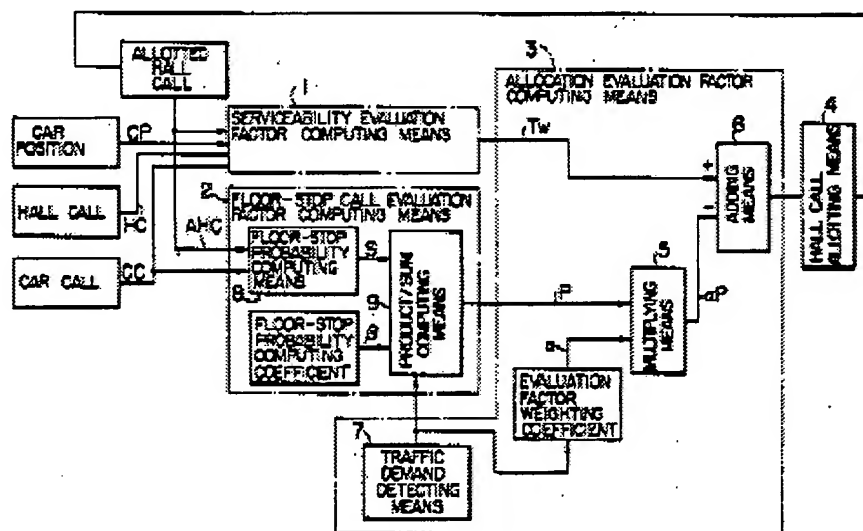 ALLOTTED
HALL
CALL
1
3
SERVICEABILITY EVALUATION
FACTOR COMPUTING MEANS
ALLOCATION EVALUATION FACTOR
COMPUTING MEANS
CAR
POSITION
CP
Tw
6
4
HALL CALL
HC
2
FLOOR-STOP CALL EVALUATION
FACTOR COMPUTING MEANS
+
ADDING
MEANS
HALL CALL
ALLOTTING MEANS
AHC
FLOOR-STOP
PROBABILITY
COMPUTING
MEANS
S
CAR CALL
CC
8
9
PRODUCT/SUM
COMPUTING
MEANS
5
P
MULTIPLYING
MEANS
aP
FLOOR-STOP
PROBABILITY
COMPUTING
COEFFICIENT
a
EVALUATION
FACTOR
WEIGHTING
COEFFICIENT
7
TRAFFIC
DEMAND
DETECTING
MEANS